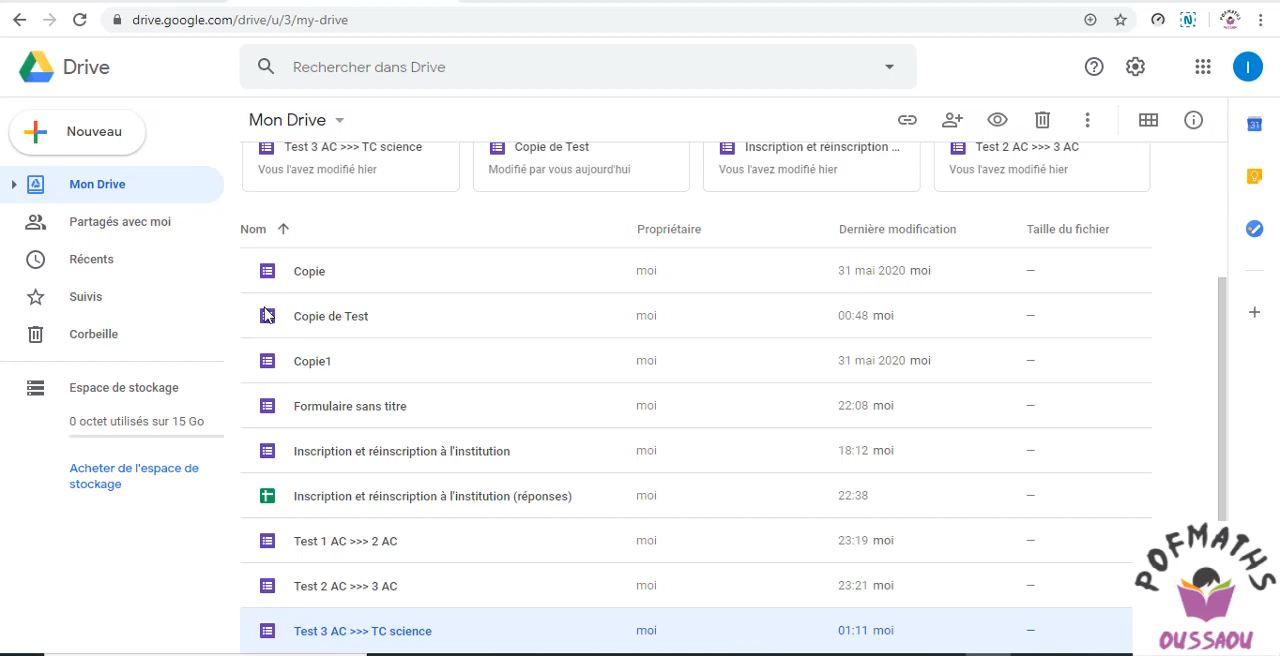 drive.google.com/drive/u/3/my-drive
Drive
Rechercher dans Drive
I
Nouveau
Mon Drive
Partagés avec moi
Récents
Suivis
Corbeille
Espace de stockage
0 octet utilisés sur 15 Go
Acheter de l'espace de
stockage
Mon Drive
Test 3 AC >>> TC science
Vous l'avez modifié hier
Copie de Test
Modifié par vous aujourd'hui
Inscription et réinscription ...
Vous l'avez modifié hier
Test 2 AC >>> 3 AC
Vous l'avez modifié hier
Nom Propriétaire Dernière modification Taille du fichier
Copie moi 31 mai 2020 moi —
Copie de Test moi 00:48 moi —
Copie1 moi 31 mai 2020 moi —
Formulaire sans titre moi 22:08 moi —
Inscription et réinscription à l'institution moi 18:12 moi —
Inscription et réinscription à l'institution (réponses) moi 22:38 —
Test 1 AC >>> 2 AC moi 23:19 moi —
Test 2 AC >>> 3 AC moi 23:21 moi —
Test 3 AC >>> TC science moi 01:11 moi —
31
POFMATHS
OUSSAOU